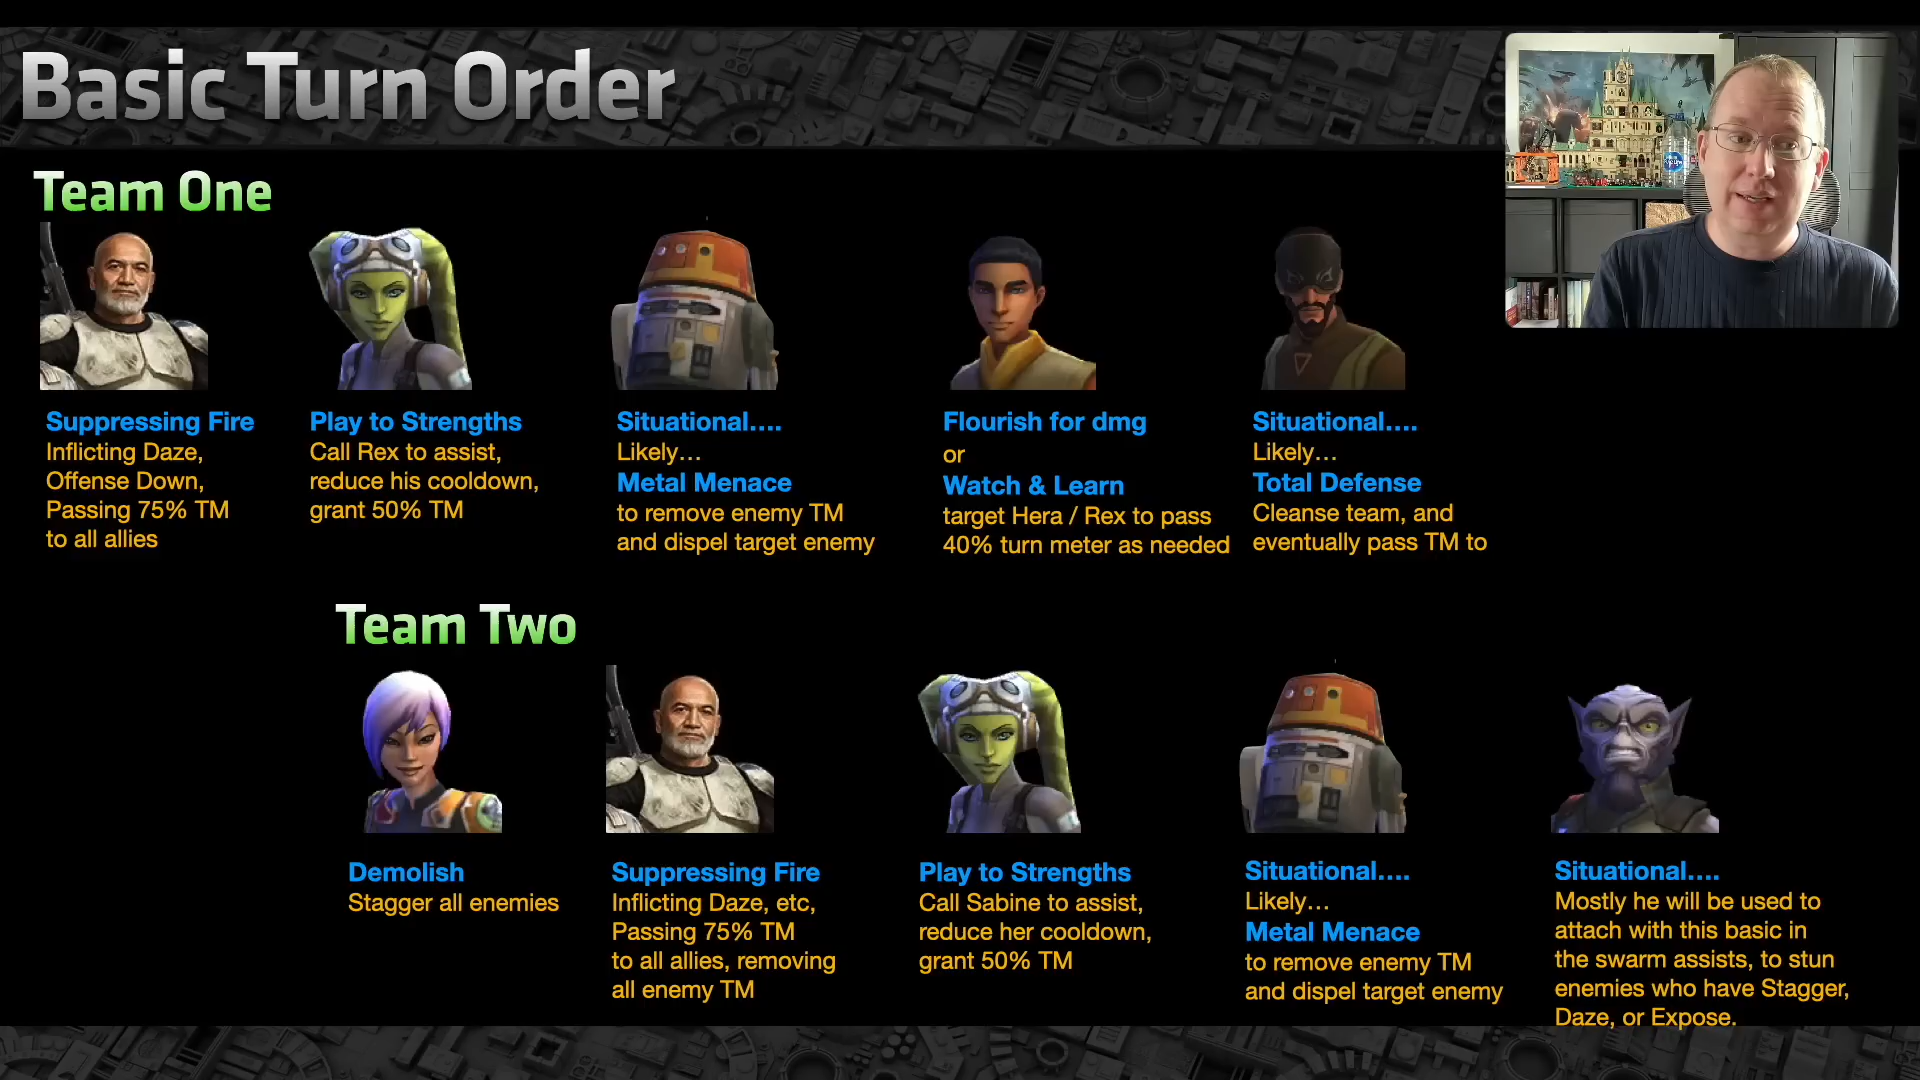 Basic Turn Order
Team One
Suppressing Fire
Inflicting Daze,
Offense Down,
Passing 75% TM
to all allies
Play to Strengths
Call Rex to assist,
reduce his cooldown,
grant 50% TM
Situational....
Likely...
Metal Menace
to remove enemy TM
and dispel target enemy
Flourish for dmg
or
Watch & Learn
target Hera / Rex to pass
40% turn meter as needed
Situational....
Likely...
Total Defense
Cleanse team, and
eventually pass TM to
Team Two
Demolish
Stagger all enemies
Suppressing Fire
Inflicting Daze, etc,
Passing 75% TM
to all allies, removing
all enemy TM
Play to Strengths
Call Sabine to assist,
reduce her cooldown,
grant 50% TM
Situational....
Likely...
Metal Menace
to remove enemy TM
and dispel target enemy
Situational....
Mostly he will be used to
attach with this basic in
the swarm assists, to stun
enemies who have Stagger,
Daze, or Expose.